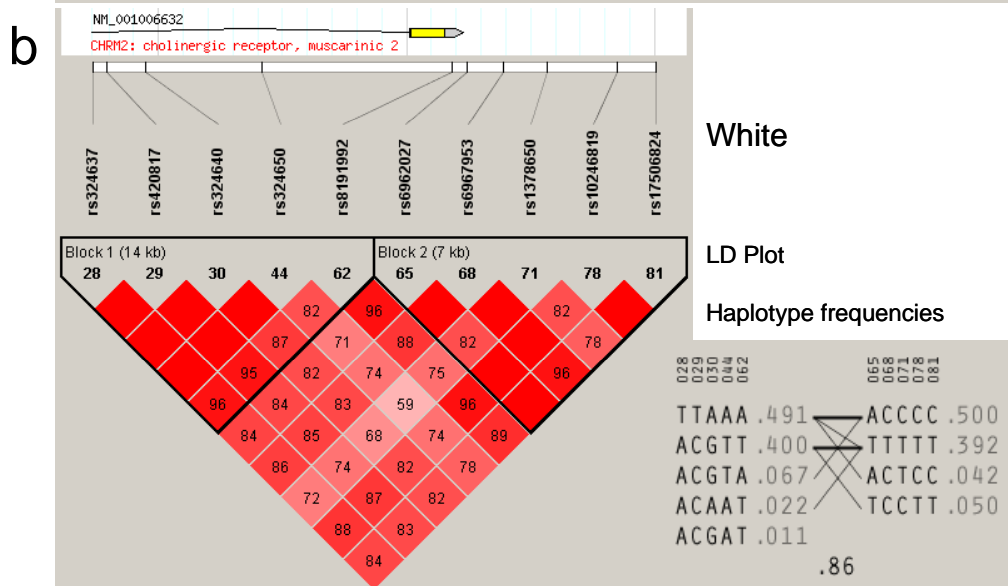 b
NM_001006632
CHRM2: cholinergic receptor, muscarinic 2
White
rs324637 rs420817 rs324640 rs324650 rs8191992 rs6962027 rs6967953 rs1378650 rs10246819 rs17506824
Block 1 (14 kb) Block 2 (7 kb)
LD Plot
28 29 30 44 62 65 68 71 78 81
Haplotype frequencies
82 96 82
87 71 88 82 78
95 82 74 75 96
96 84 83 59 96
84 85 68 74 89
86 74 82 78
72 87 82
88 83
84
028 029 030 044 062 065 068 071 078 081
TTAAA .491 ACCCC .500
ACGTT .400 TTTTT .392
ACGTA .067 ACTCC .042
ACAAT .022 TCCTT .050
ACGAT .011
.86